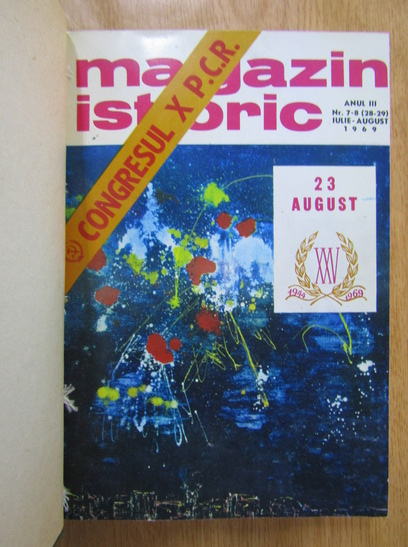 magazin
istoric
ANUL III
Nr. 7-8 (28-29)
IULIE-AUGUST
1969
CONGRESUL X P.C.R.
23
AUGUST
XXV
1944 1969